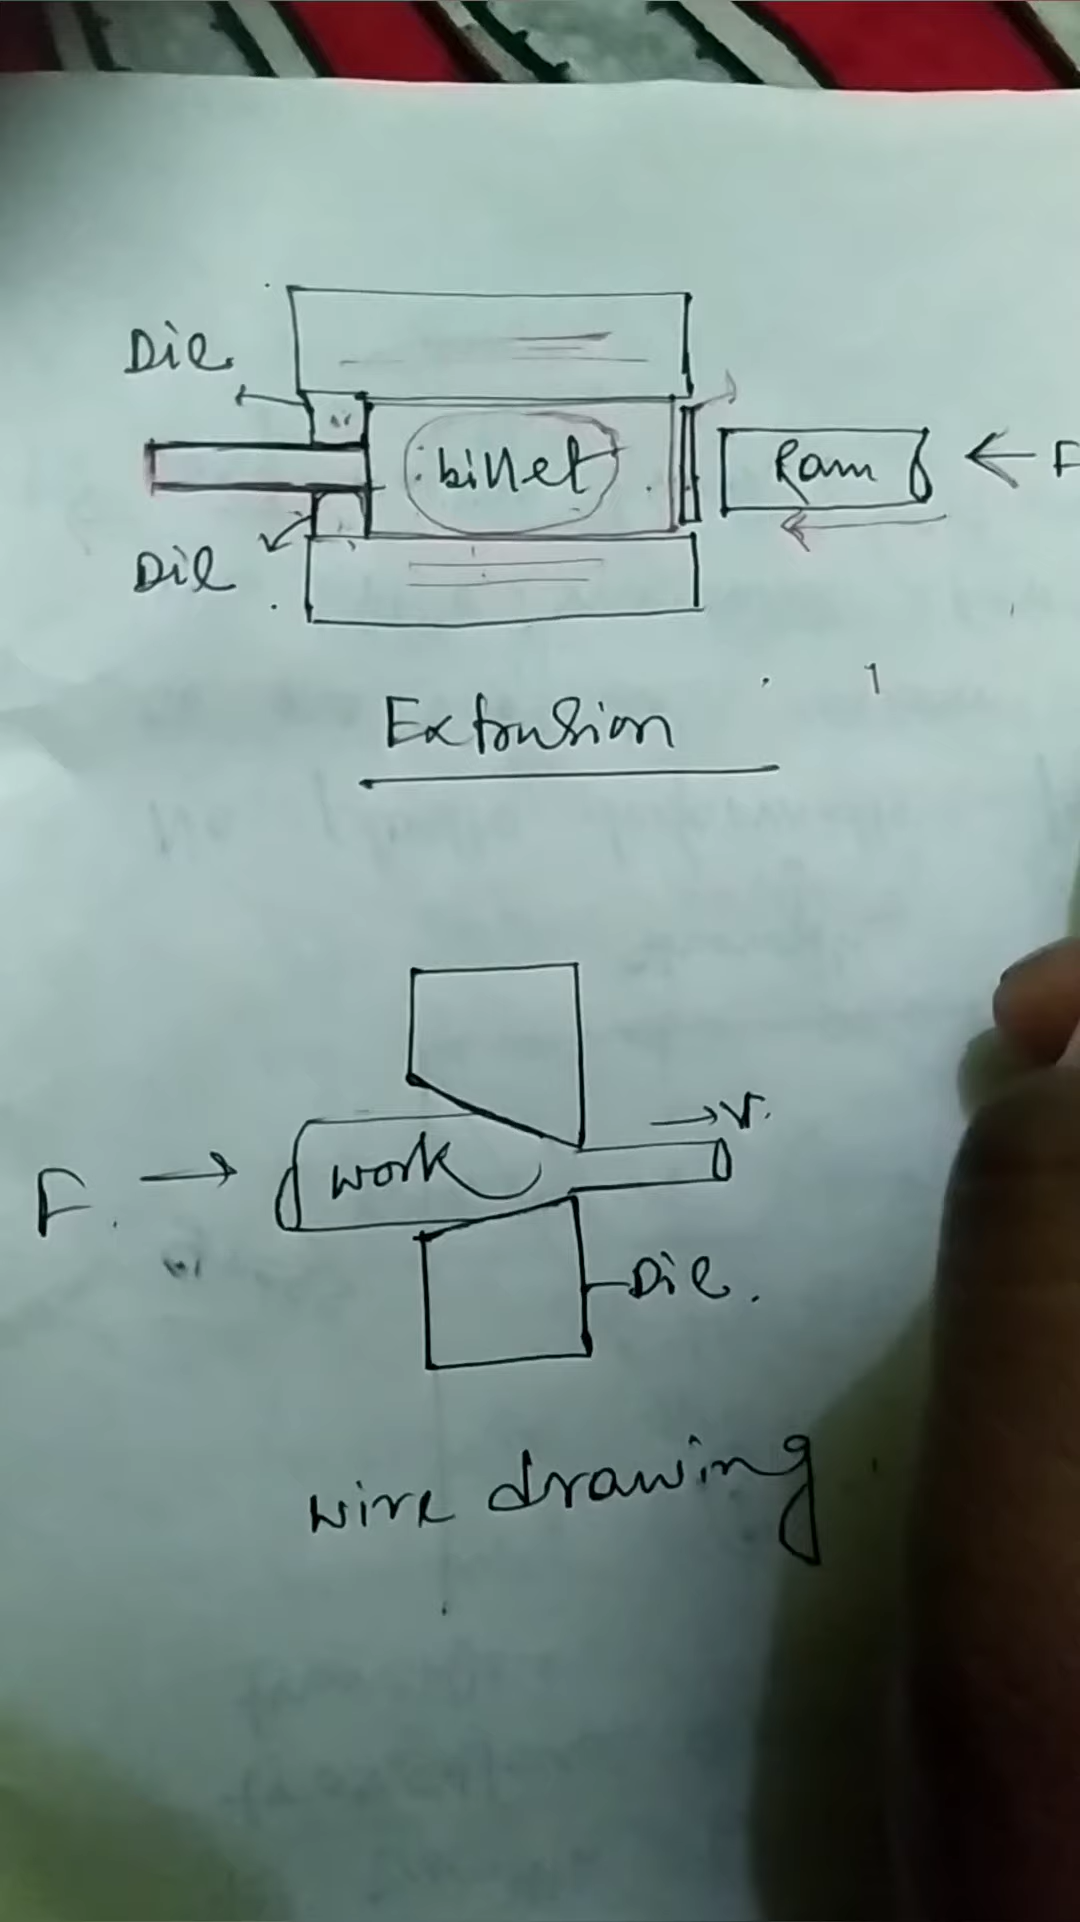 Die
billet
Ram
← F
Die
Extrusion
work
→ v.
F. →
Die.
wire drawing